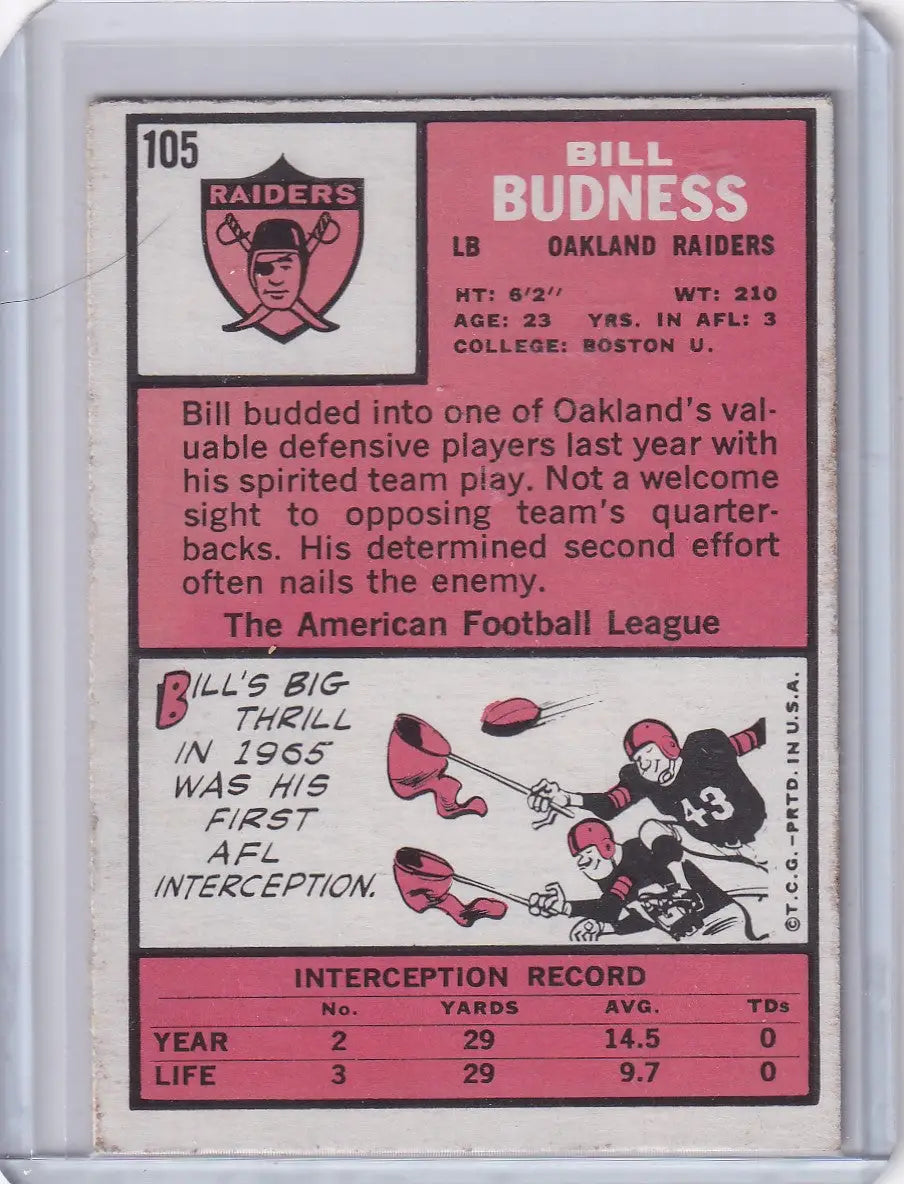 105
RAIDERS
BILL
BUDNESS
LB OAKLAND RAIDERS
HT: 6'2" WT: 210
AGE: 23 YRS. IN AFL: 3
COLLEGE: BOSTON U.
Bill budded into one of Oakland's val-
uable defensive players last year with
his spirited team play. Not a welcome
sight to opposing team's quarter-
backs. His determined second effort
often nails the enemy.
The American Football League
BILL'S BIG
THRILL
IN 1965
WAS HIS
FIRST
AFL
INTERCEPTION.
43
©T.C.G.–PRTD. IN U.S.A.
INTERCEPTION RECORD
No. YARDS AVG. TDs
YEAR 2 29 14.5 0
LIFE 3 29 9.7 0